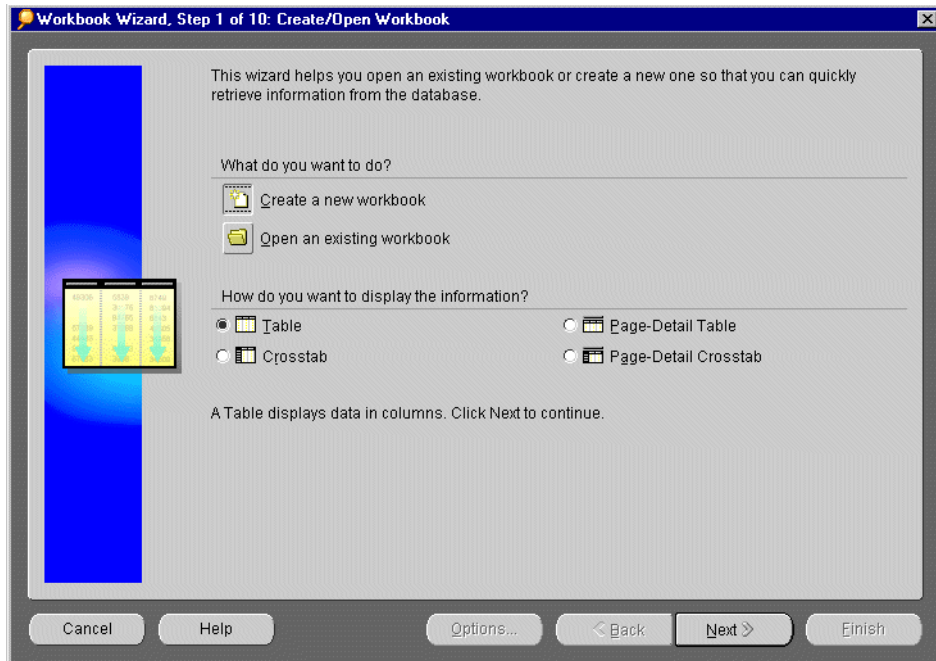 Workbook Wizard, Step 1 of 10: Create/Open Workbook
This wizard helps you open an existing workbook or create a new one so that you can quickly
retrieve information from the database.
What do you want to do?
Create a new workbook
Open an existing workbook
How do you want to display the information?
Table
Page-Detail Table
Crosstab
Page-Detail Crosstab
A Table displays data in columns. Click Next to continue.
Cancel
Help
Options...
Back
Next
Finish